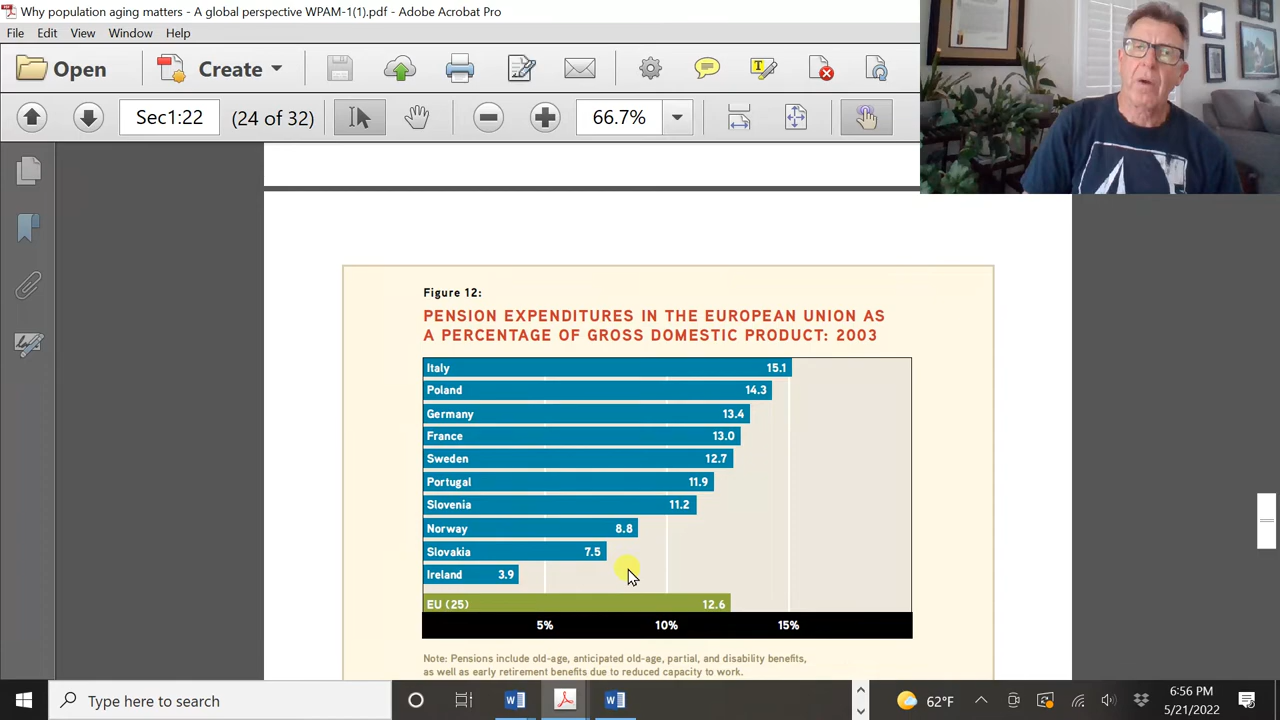 Why population aging matters - A global perspective WPAM-1(1).pdf - Adobe Acrobat Pro
File Edit View Window Help
Open Create
Sec1:22 (24 of 32) 66.7%
Figure 12:
PENSION EXPENDITURES IN THE EUROPEAN UNION AS
A PERCENTAGE OF GROSS DOMESTIC PRODUCT: 2003
Italy 15.1
Poland 14.3
Germany 13.4
France 13.0
Sweden 12.7
Portugal 11.9
Slovenia 11.2
Norway 8.8
Slovakia 7.5
Ireland 3.9
EU (25) 12.6
5% 10% 15%
Note: Pensions include old-age, anticipated old-age, partial, and disability benefits,
as well as early retirement benefits due to reduced capacity to work.
Type here to search
62°F
6:56 PM
5/21/2022